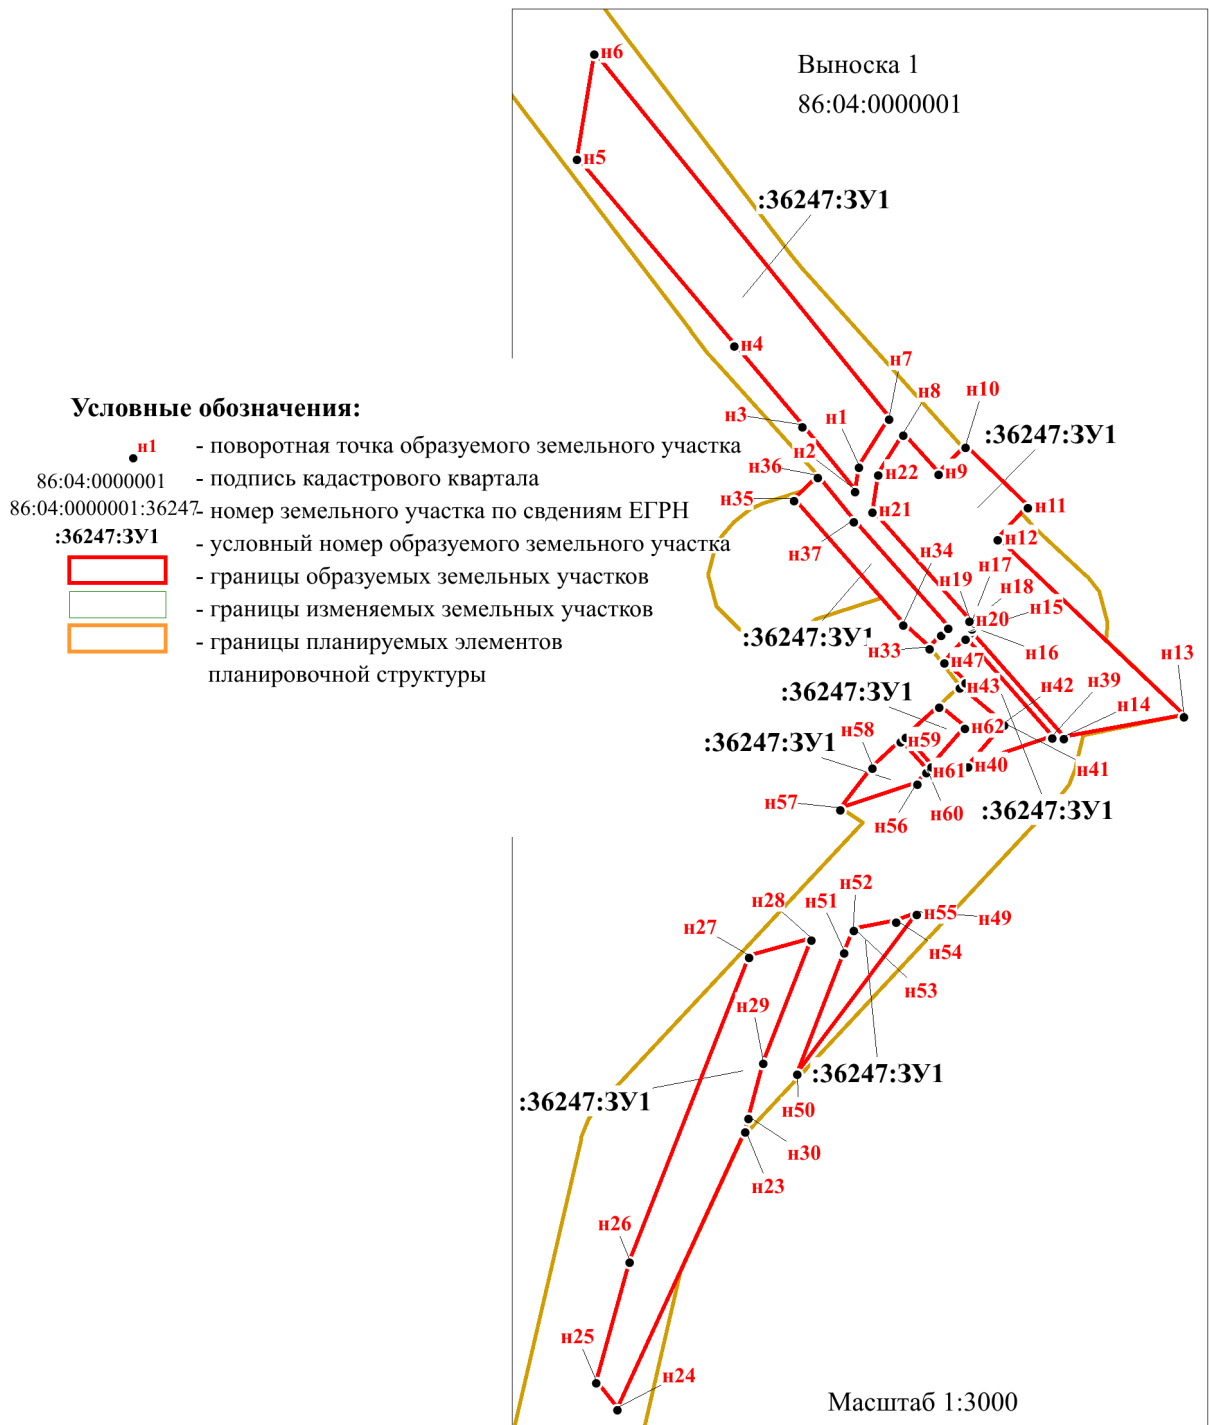 н6
Выноска 1
86:04:0000001
н5
:36247:ЗУ1
н4
н7
н8
н10
н3
н1
:36247:ЗУ1
н2
н36
н22
н9
н35
н21
н11
н37
н34
н12
н17
н19
н18
н15
н20
:36247:ЗУ1
н33
н16
н47
н13
:36247:ЗУ1
н43
н42
н39
н14
н58
н62
:36247:ЗУ1
н59
н61
н40
н41
н57
н56
н60
:36247:ЗУ1
Условные обозначения:
н1 - поворотная точка образуемого земельного участка
86:04:0000001 - подпись кадастрового квартала
86:04:0000001:36247 - номер земельного участка по свдениям ЕГРН
:36247:ЗУ1 - условный номер образуемого земельного участка
- границы образуемых земельных участков
- границы изменяемых земельных участков
- границы планируемых элементов
планировочной структуры
н52
н28
н51
н55
н49
н27
н54
н53
н29
:36247:ЗУ1
:36247:ЗУ1
н50
н30
н23
н26
н25
н24
Масштаб 1:3000